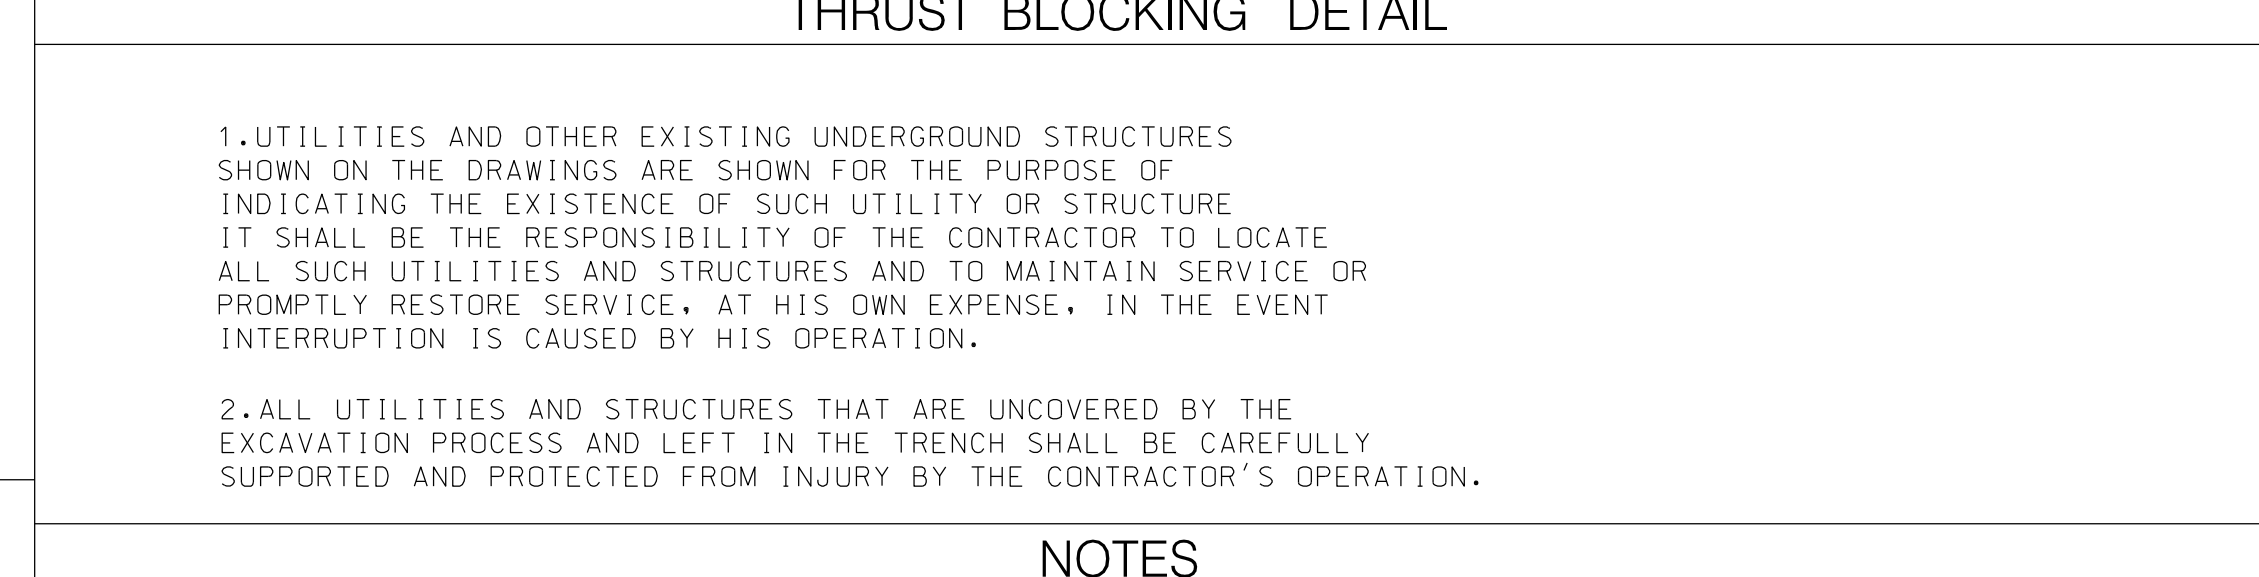 THRUST BLOCKING DETAIL
1.UTILITIES AND OTHER EXISTING UNDERGROUND STRUCTURES
SHOWN ON THE DRAWINGS ARE SHOWN FOR THE PURPOSE OF
INDICATING THE EXISTENCE OF SUCH UTILITY OR STRUCTURE
IT SHALL BE THE RESPONSIBILITY OF THE CONTRACTOR TO LOCATE
ALL SUCH UTILITIES AND STRUCTURES AND TO MAINTAIN SERVICE OR
PROMPTLY RESTORE SERVICE, AT HIS OWN EXPENSE, IN THE EVENT
INTERRUPTION IS CAUSED BY HIS OPERATION.
2.ALL UTILITIES AND STRUCTURES THAT ARE UNCOVERED BY THE
EXCAVATION PROCESS AND LEFT IN THE TRENCH SHALL BE CAREFULLY
SUPPORTED AND PROTECTED FROM INJURY BY THE CONTRACTOR'S OPERATION.
NOTES